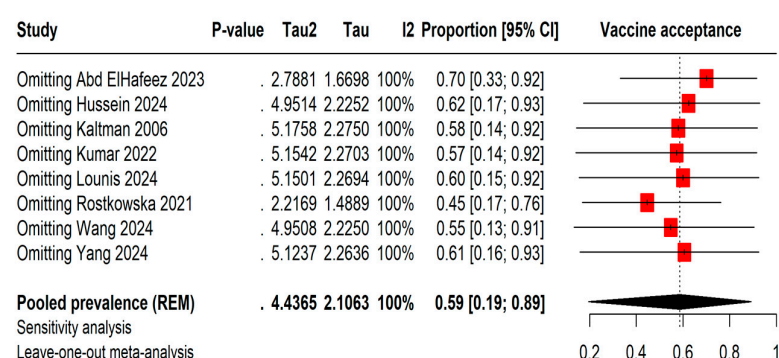 Study P-value Tau2 Tau I2 Proportion [95% CI] Vaccine acceptance
Omitting Abd ElHafeez 2023 . 2.7881 1.6698 100% 0.70 [0.33; 0.92]
Omitting Hussein 2024 . 4.9514 2.2252 100% 0.62 [0.17; 0.93]
Omitting Kaltman 2006 . 5.1758 2.2750 100% 0.58 [0.14; 0.92]
Omitting Kumar 2022 . 5.1542 2.2703 100% 0.57 [0.14; 0.92]
Omitting Lounis 2024 . 5.1501 2.2694 100% 0.60 [0.15; 0.92]
Omitting Rostkowska 2021 . 2.2169 1.4889 100% 0.45 [0.17; 0.76]
Omitting Wang 2024 . 4.9508 2.2250 100% 0.55 [0.13; 0.91]
Omitting Yang 2024 . 5.1237 2.2636 100% 0.61 [0.16; 0.93]
Pooled prevalence (REM) . 4.4365 2.1063 100% 0.59 [0.19; 0.89]
Sensitivity analysis
Leave-one-out meta-analysis 0.2 0.4 0.6 0.8 1